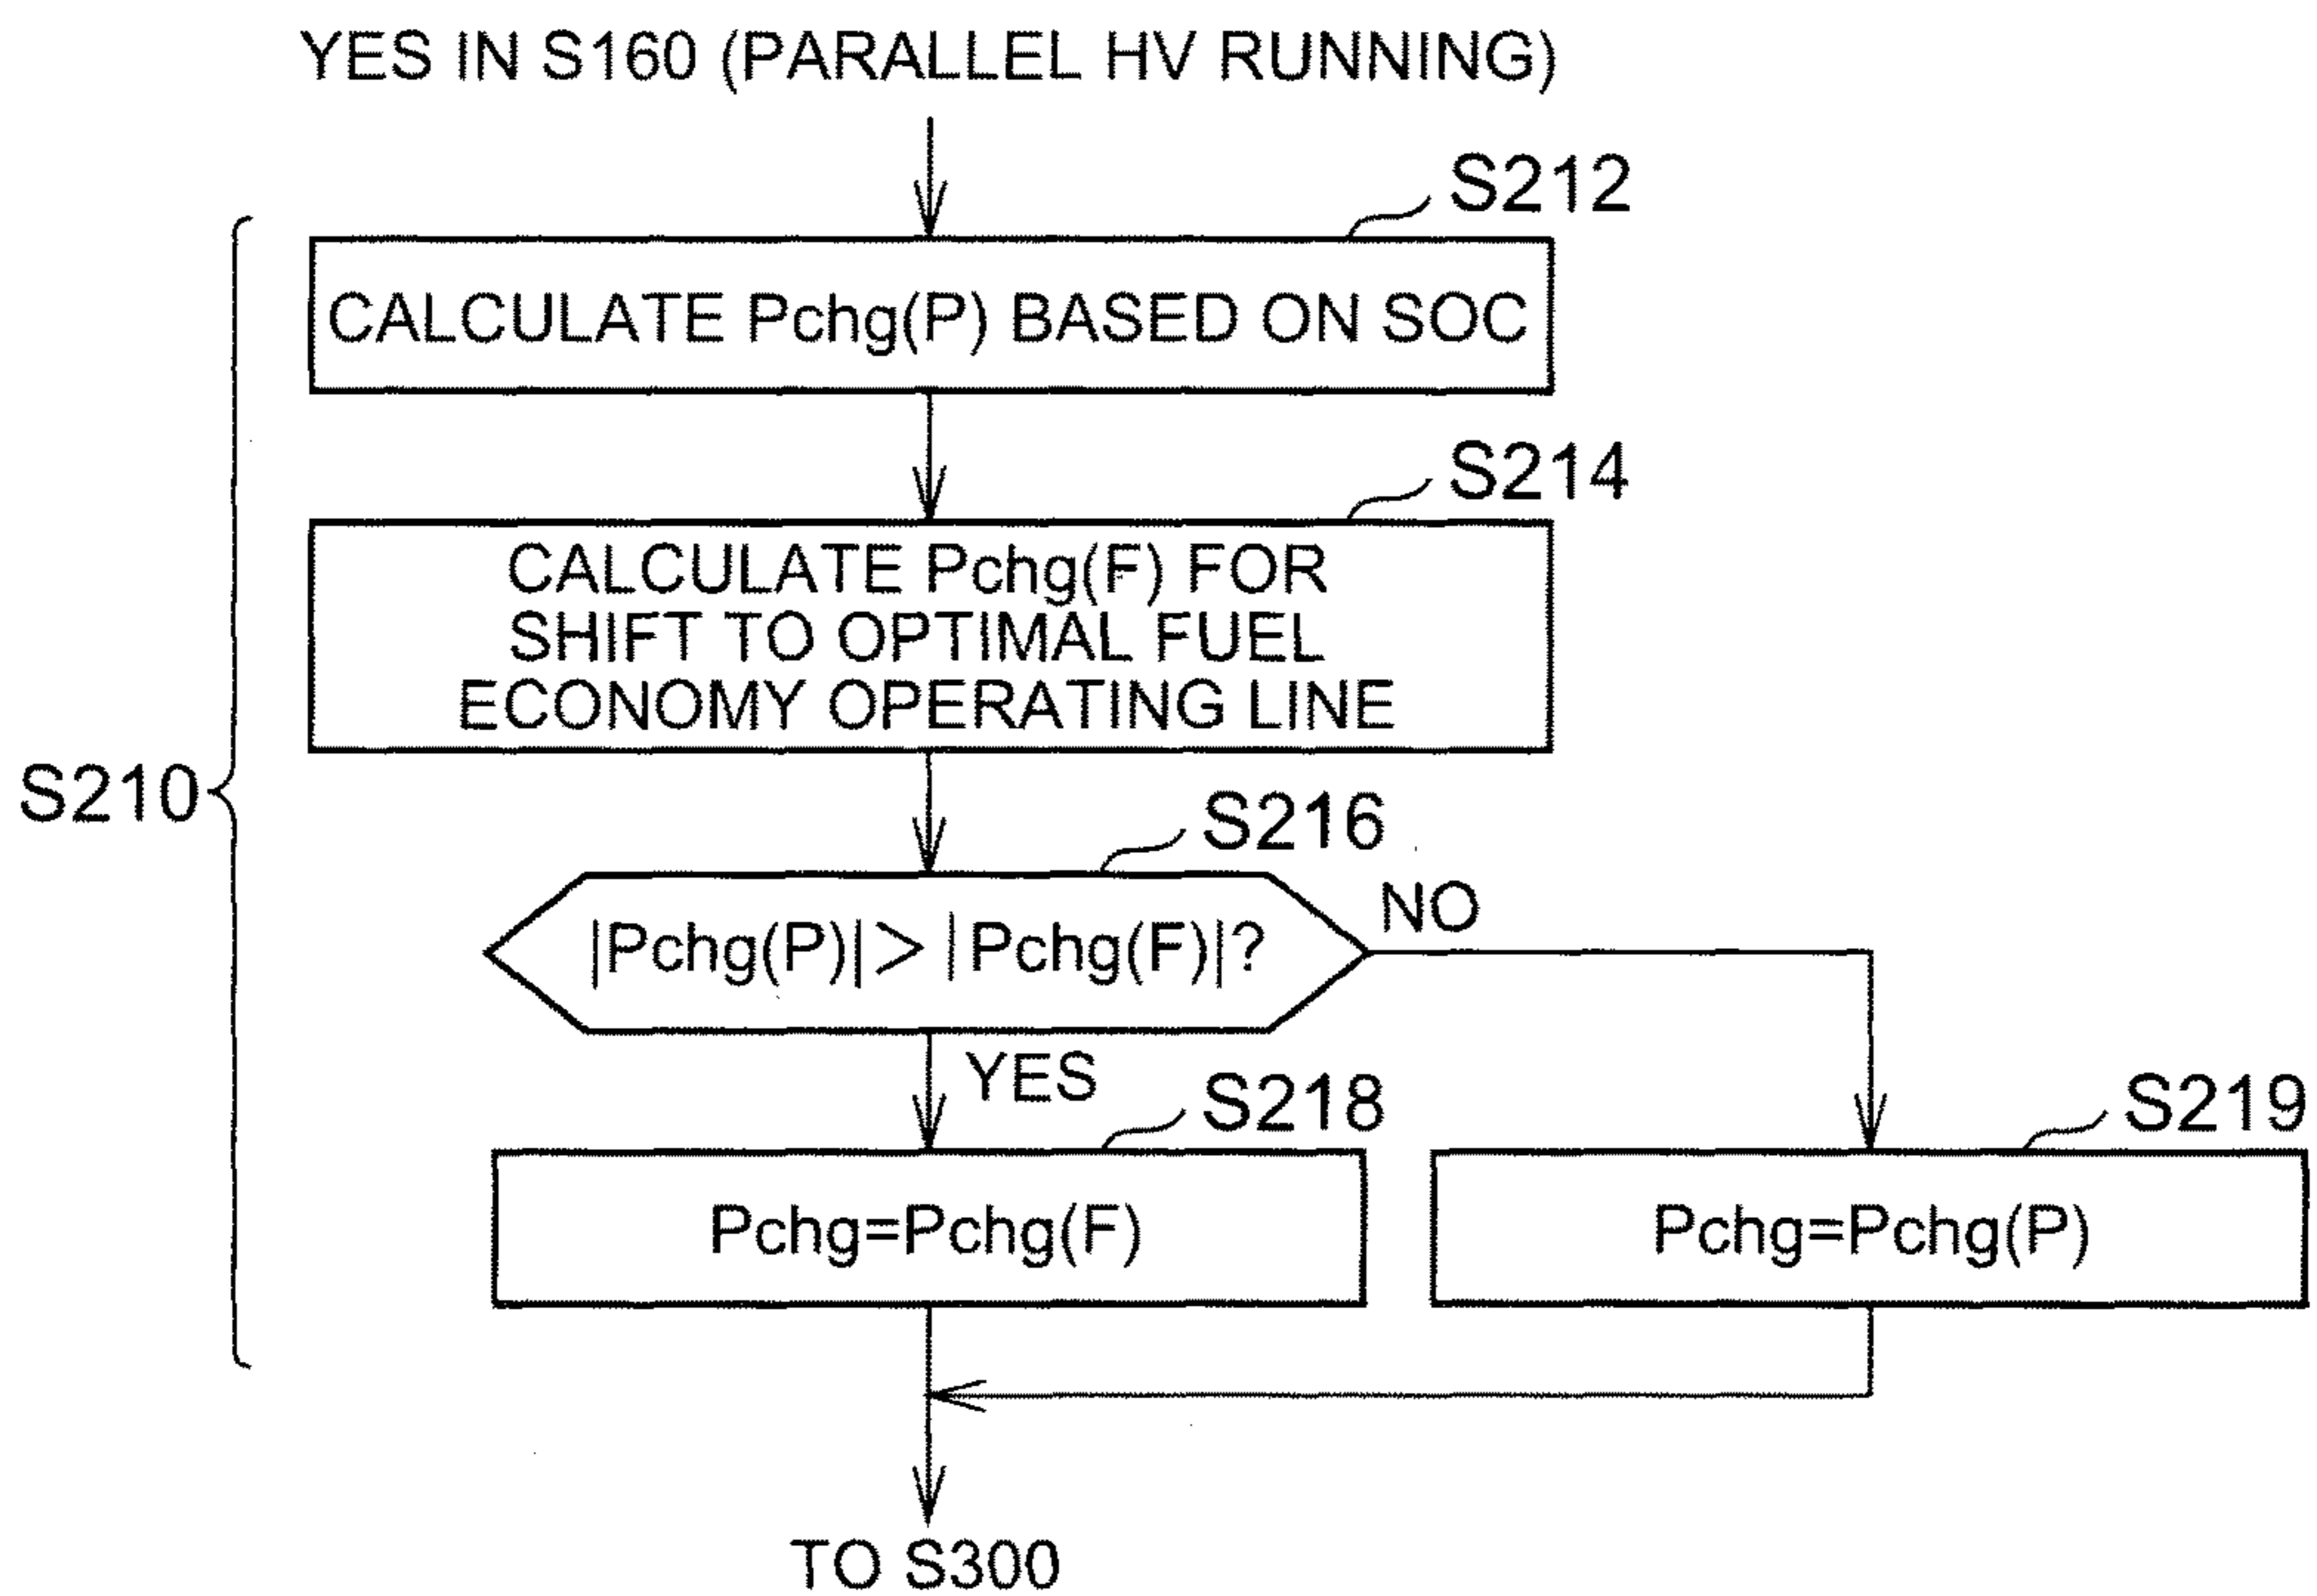 YES IN S160 (PARALLEL HV RUNNING)
S212
CALCULATE Pchg(P) BASED ON SOC
S214
CALCULATE Pchg(F) FOR
SHIFT TO OPTIMAL FUEL
ECONOMY OPERATING LINE
S210
S216
|Pchg(P)|>|Pchg(F)|?
NO
YES
S218
S219
Pchg=Pchg(F)
Pchg=Pchg(P)
TO S300